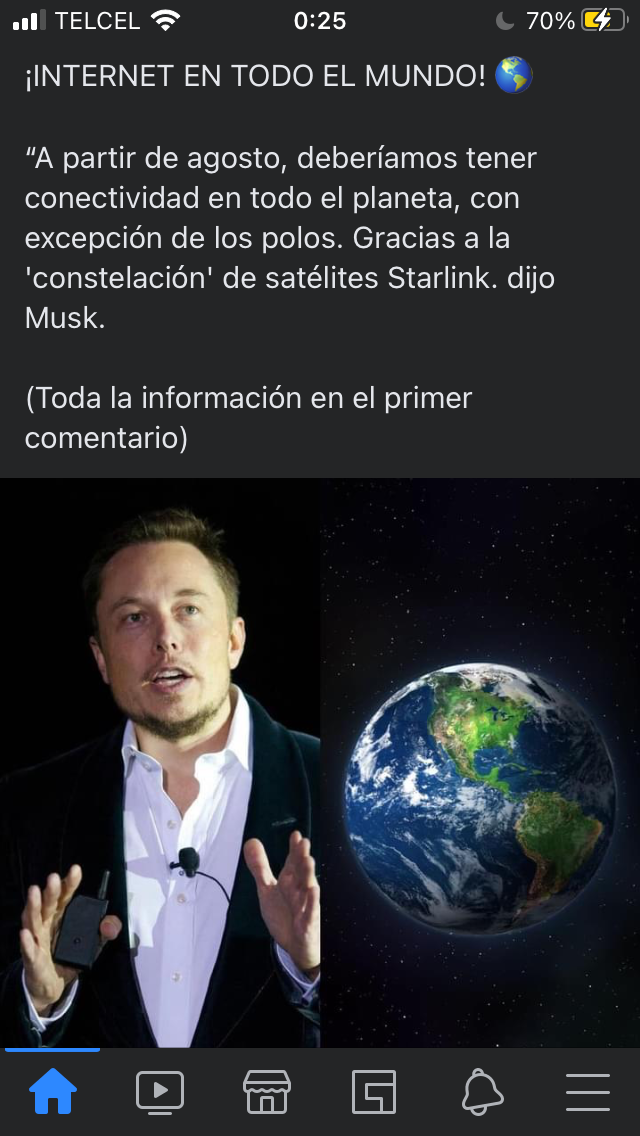 TELCEL 0:25 70%
¡INTERNET EN TODO EL MUNDO! 🌎
“A partir de agosto, deberíamos tener
conectividad en todo el planeta, con
excepción de los polos. Gracias a la
'constelación' de satélites Starlink. dijo
Musk.
(Toda la información en el primer
comentario)